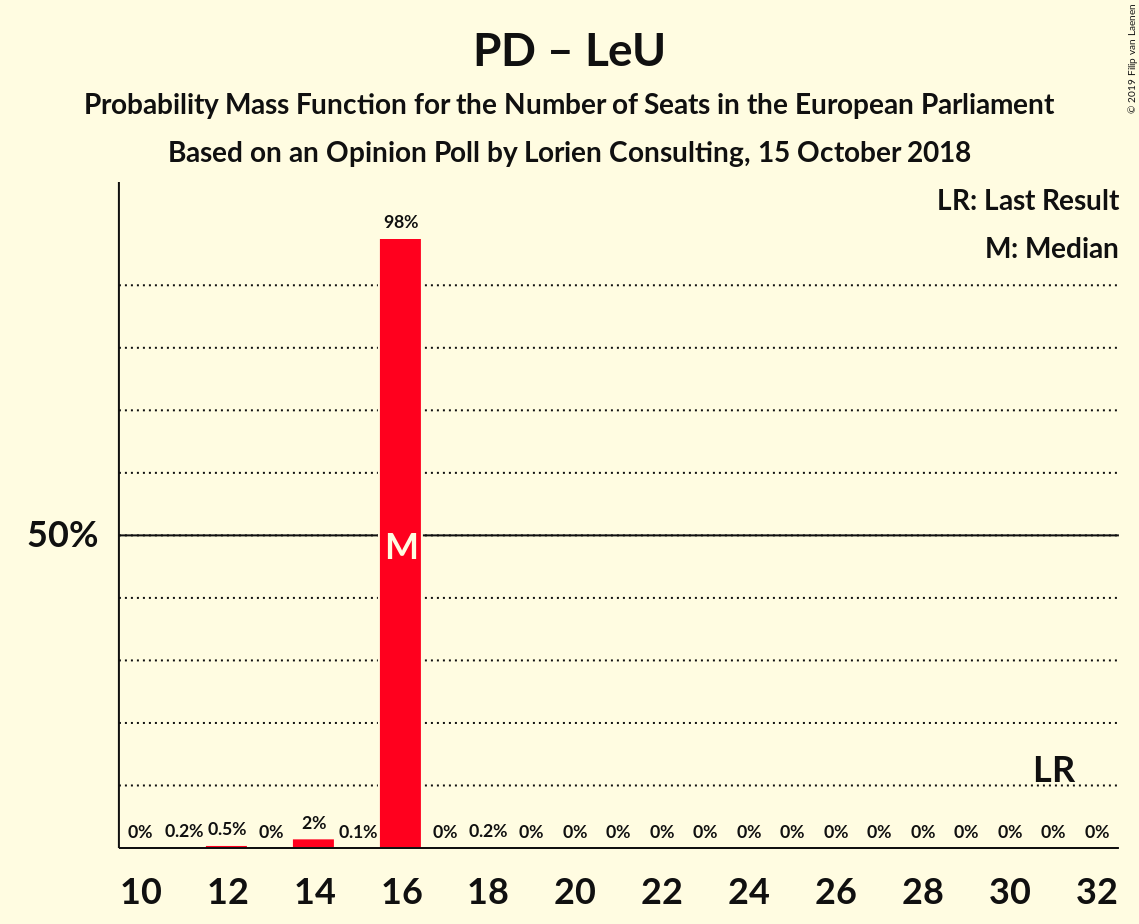 PD – LeU
Probability Mass Function for the Number of Seats in the European Parliament
Based on an Opinion Poll by Lorien Consulting, 15 October 2018
© 2019 Filip van Laenen
LR: Last Result
M: Median
98%
50%
M
LR
0% 0.2% 0.5% 0% 2% 0.1% 0% 0.2% 0% 0% 0% 0% 0% 0% 0% 0% 0% 0% 0% 0% 0% 0%
10 12 14 16 18 20 22 24 26 28 30 32